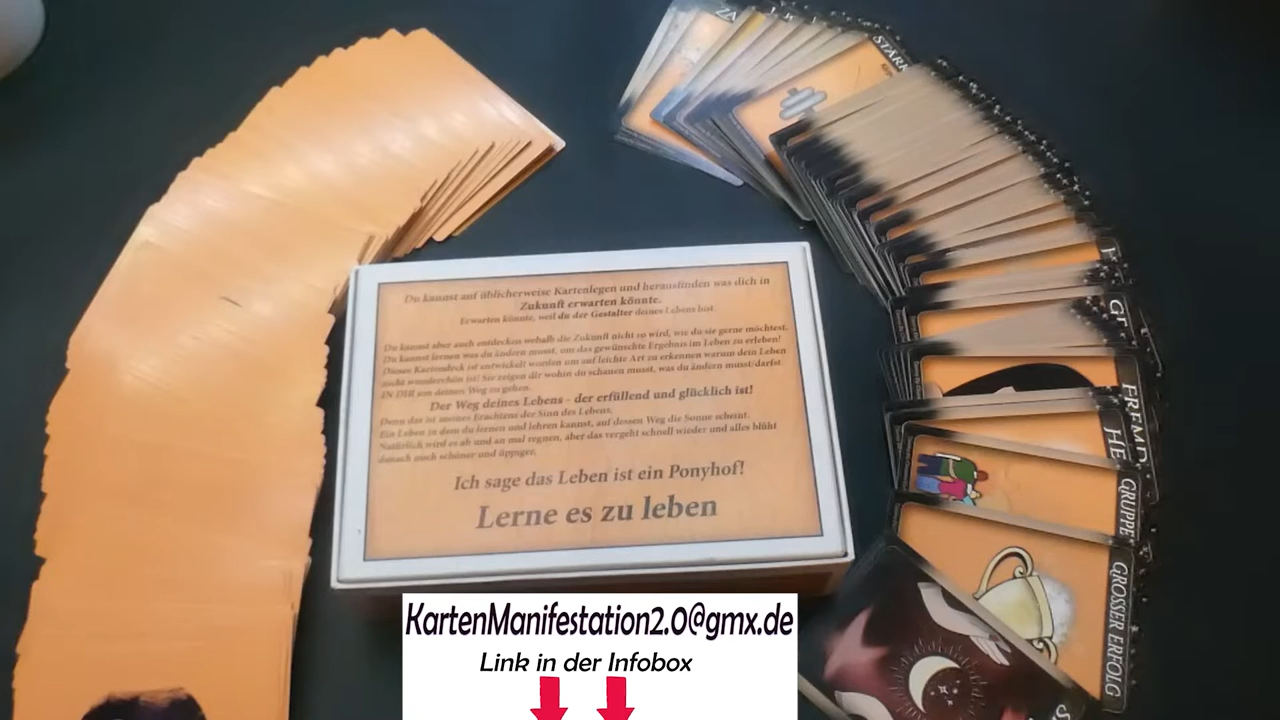 STÄRK
GRUPPE
GROSSER ERFOLG
Du kannst auf üblicherweise Kartenlegen und herausfinden was dich in
Zukunft erwarten könnte.
Erwarten könnte, weil du der Gestalter deines Lebens bist.
Du kannst aber auch entdecken weshalb die Zukunft nicht so wird, wie du sie gerne möchtest.
Du kannst lernen was du ändern musst, um das gewünschte Ergebnis im Leben zu erleben!
Dieses Kartendeck ist entwickelt worden um auf leichte Art zu erkennen warum dein Leben
nicht wunderschön ist! Sie zeigen dir wohin du schauen musst, was du ändern musst/darfst
IN DIR um deinen Weg zu gehen.
Der Weg deines Lebens - der erfüllend und glücklich ist!
Denn das ist meines Erachtens der Sinn des Lebens.
Ein Leben in dem du lernen und lehren kannst, auf dessen Weg die Sonne scheint.
Natürlich wird es ab und an mal regnen, aber das vergeht schnell wieder und alles blüht
danach noch schöner und üppiger.
Ich sage das Leben ist ein Ponyhof!
Lerne es zu leben
KartenManifestation2.0@gmx.de
Link in der Infobox